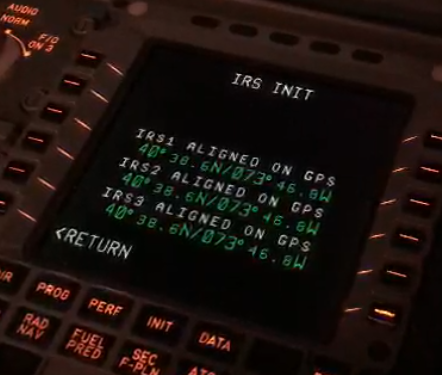 AUDIO
NORM
F/O
ON 3
IRS INIT
IRS1 ALIGNED ON GPS
40°38.6N/073°46.8W
IRS2 ALIGNED ON GPS
40°38.6N/073°46.8W
IRS3 ALIGNED ON GPS
40°38.6N/073°46.8W
<RETURN
DIR
PROG
PERF
INIT
DATA
RAD
NAV
FUEL
PRED
SEC
F-PLN